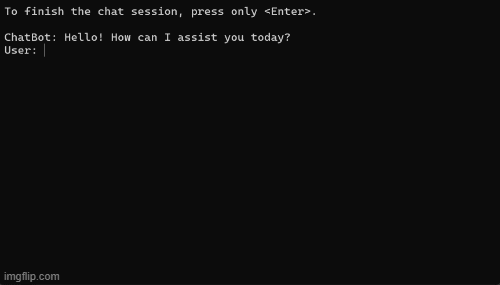 To finish the chat session, press only <Enter>.
ChatBot: Hello! How can I assist you today?
User:
imgflip.com